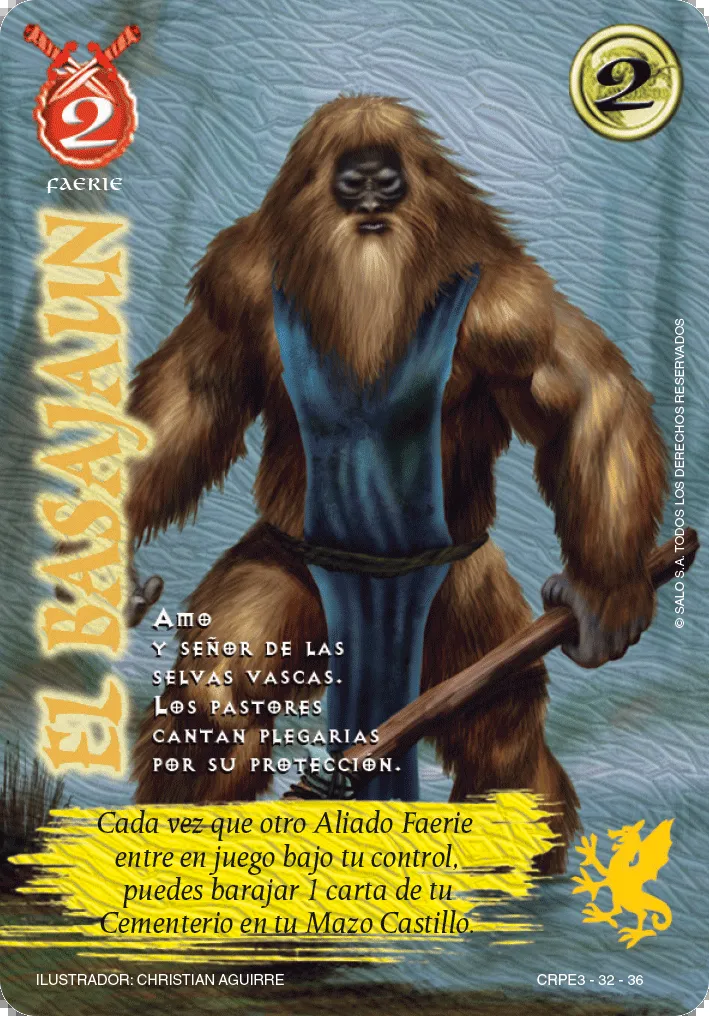 2
2
FAERIE
EL BASAJAUN
Amo
y señor de las
selvas vascas.
Los pastores
cantan plegarias
por su protección.
© SALO S.A. TODOS LOS DERECHOS RESERVADOS
Cada vez que otro Aliado Faerie
entre en juego bajo tu control,
puedes barajar 1 carta de tu
Cementerio en tu Mazo Castillo.
ILUSTRADOR: CHRISTIAN AGUIRRE
CRPE3 - 32 - 36